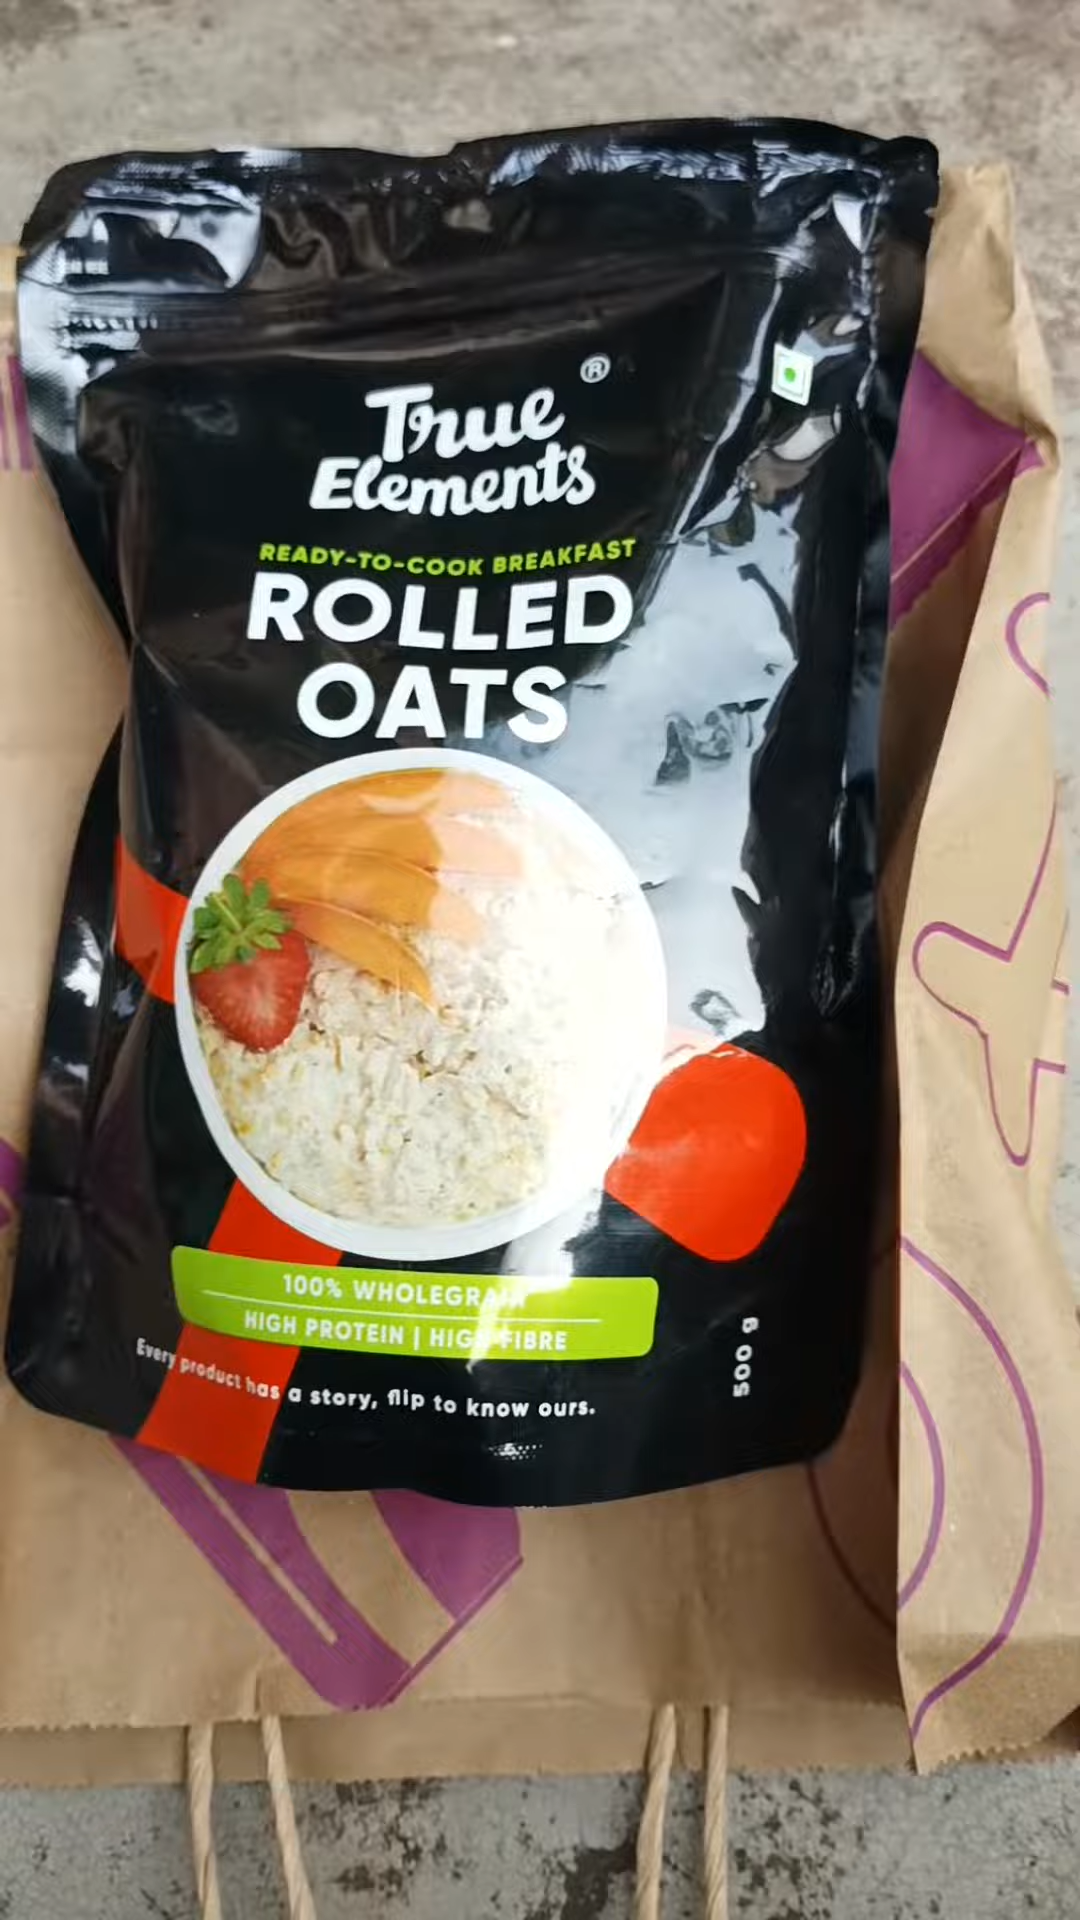 True
Elements
®
READY-TO-COOK BREAKFAST
ROLLED
OATS
100% WHOLEGRAIN
HIGH PROTEIN | HIGH FIBRE
Every product has a story, flip to know ours.
500 g